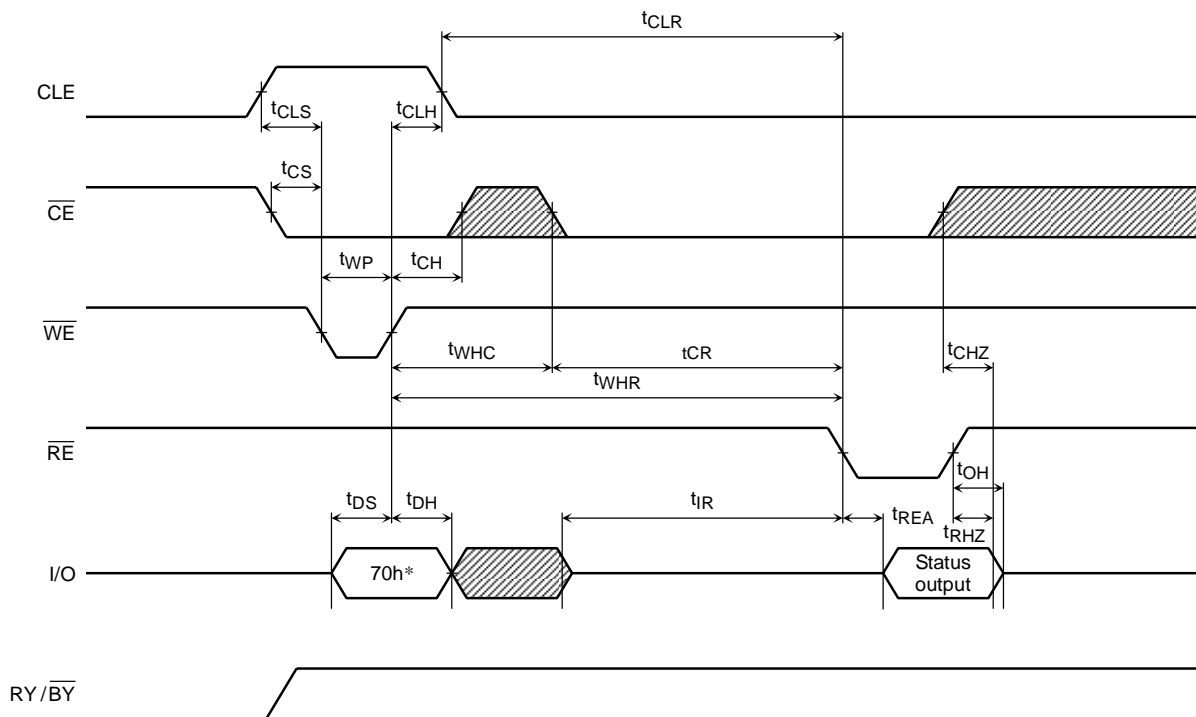 tCLR
CLE
tCLS
tCLH
tCS
CE
tWP
tCH
WE
tWHC
tCR
tCHZ
tWHR
RE
tOH
tDS
tDH
tIR
tREA
tRHZ
I/O
70h*
Status
output
RY/BY